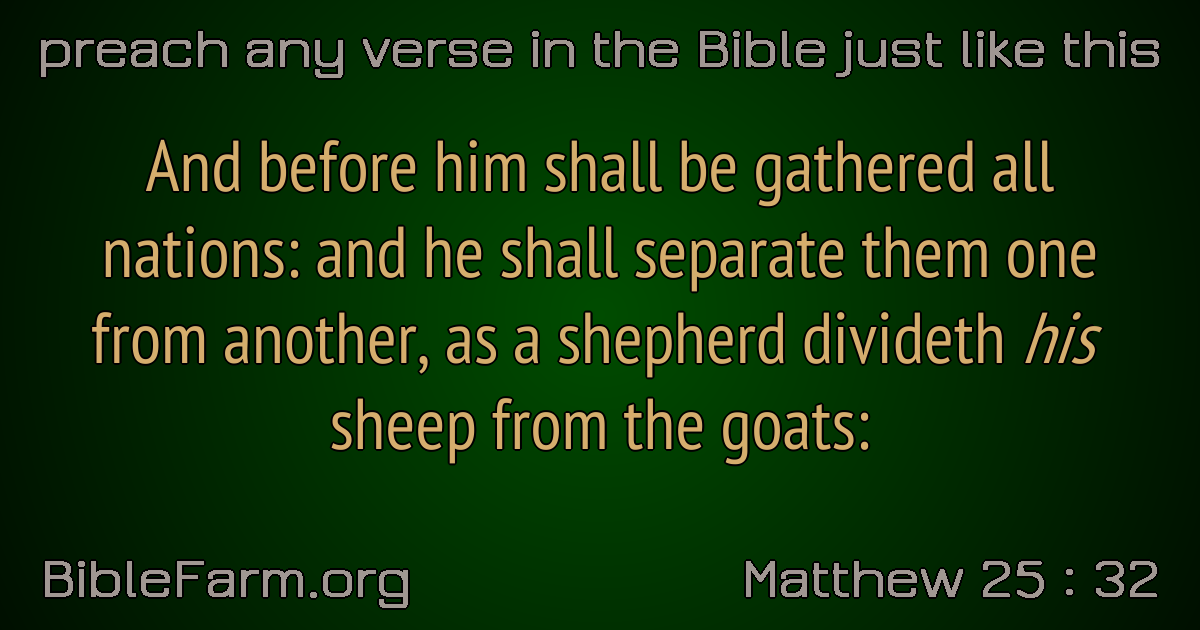 preach any verse in the Bible just like this
And before him shall be gathered all
nations: and he shall separate them one
from another, as a shepherd divideth his
sheep from the goats:
BibleFarm.org
Matthew 25 : 32